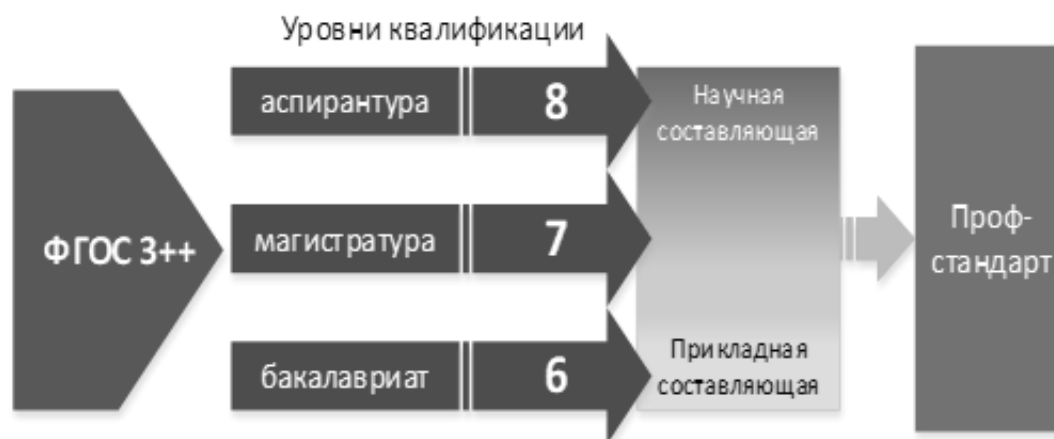 Уровни квалификации
ФГОС 3++
аспирантура
8
магистратура
7
бакалавриат
6
Научная
составляющая
Прикладная
составляющая
Проф-
стандарт